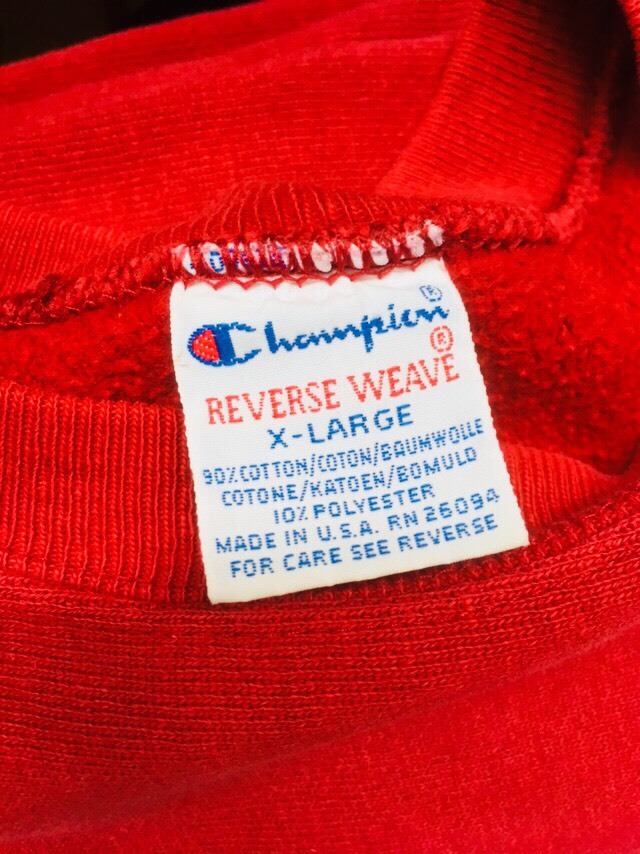 Champion®
REVERSE WEAVE®
X-LARGE
90% COTTON/COTON/BAUMWOLLE
COTONE/KATOEN/BOMULD
10% POLYESTER
MADE IN U.S.A. RN 26094
FOR CARE SEE REVERSE